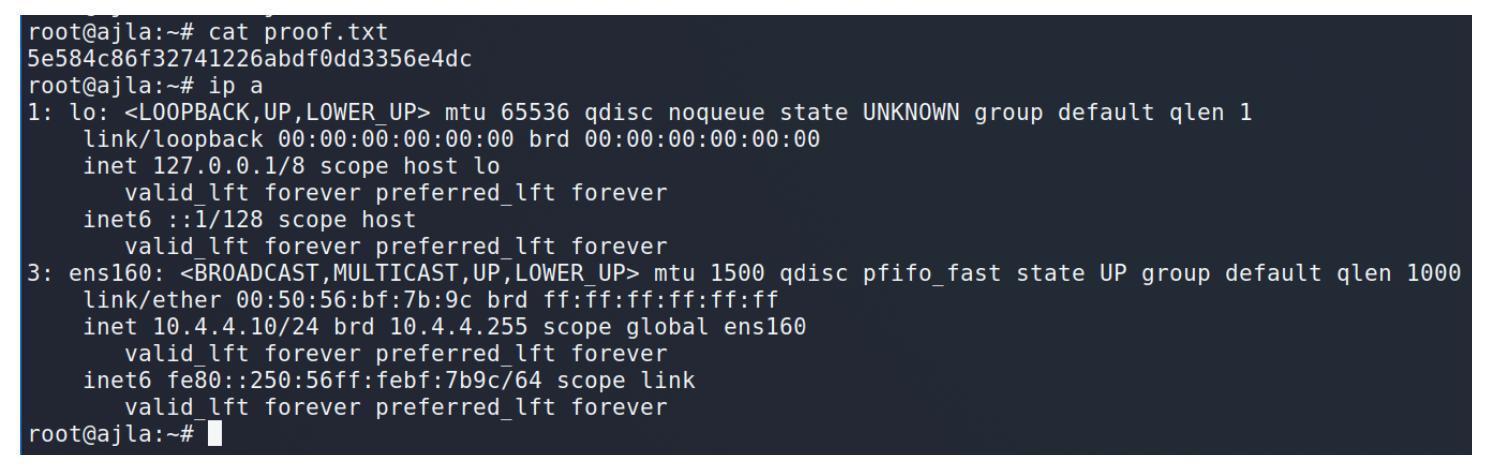 root@ajla:~# cat proof.txt
5e584c86f32741226abdf0dd3356e4dc
root@ajla:~# ip a
1: lo: <LOOPBACK,UP,LOWER_UP> mtu 65536 qdisc noqueue state UNKNOWN group default qlen 1
    link/loopback 00:00:00:00:00:00 brd 00:00:00:00:00:00
    inet 127.0.0.1/8 scope host lo
       valid_lft forever preferred_lft forever
    inet6 ::1/128 scope host
       valid_lft forever preferred_lft forever
3: ens160: <BROADCAST,MULTICAST,UP,LOWER_UP> mtu 1500 qdisc pfifo_fast state UP group default qlen 1000
    link/ether 00:50:56:bf:7b:9c brd ff:ff:ff:ff:ff:ff
    inet 10.4.4.10/24 brd 10.4.4.255 scope global ens160
       valid_lft forever preferred_lft forever
    inet6 fe80::250:56ff:febf:7b9c/64 scope link
       valid_lft forever preferred_lft forever
root@ajla:~#